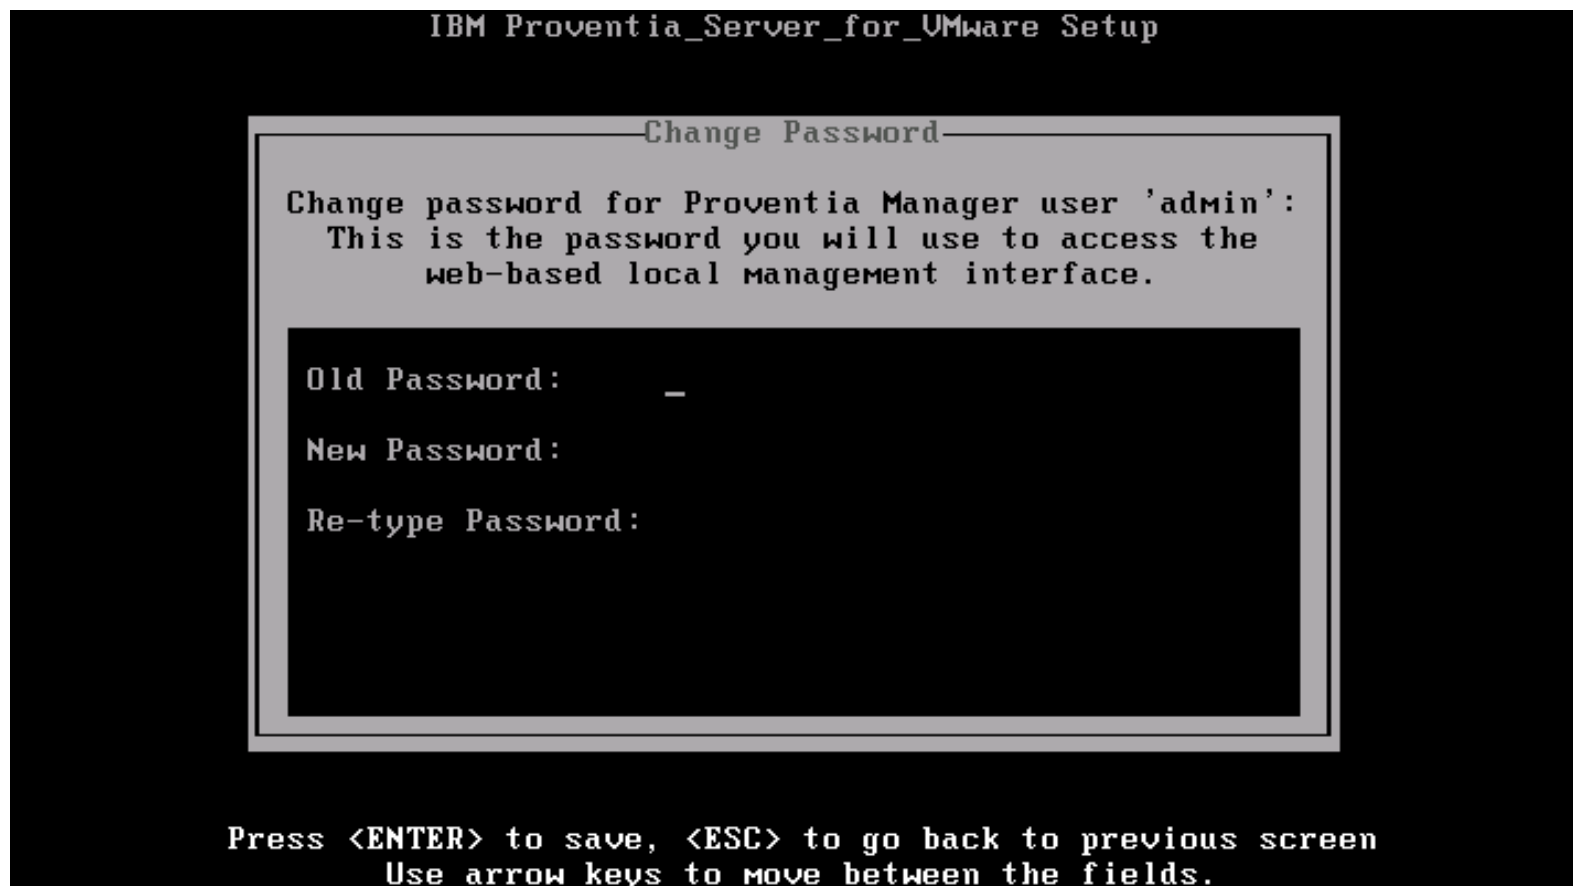 IBM Proventia_Server_for_VMware Setup
Change Password
Change password for Proventia Manager user 'admin':
This is the password you will use to access the
web-based local management interface.
Old Password: _
New Password:
Re-type Password:
Press <ENTER> to save, <ESC> to go back to previous screen
Use arrow keys to move between the fields.